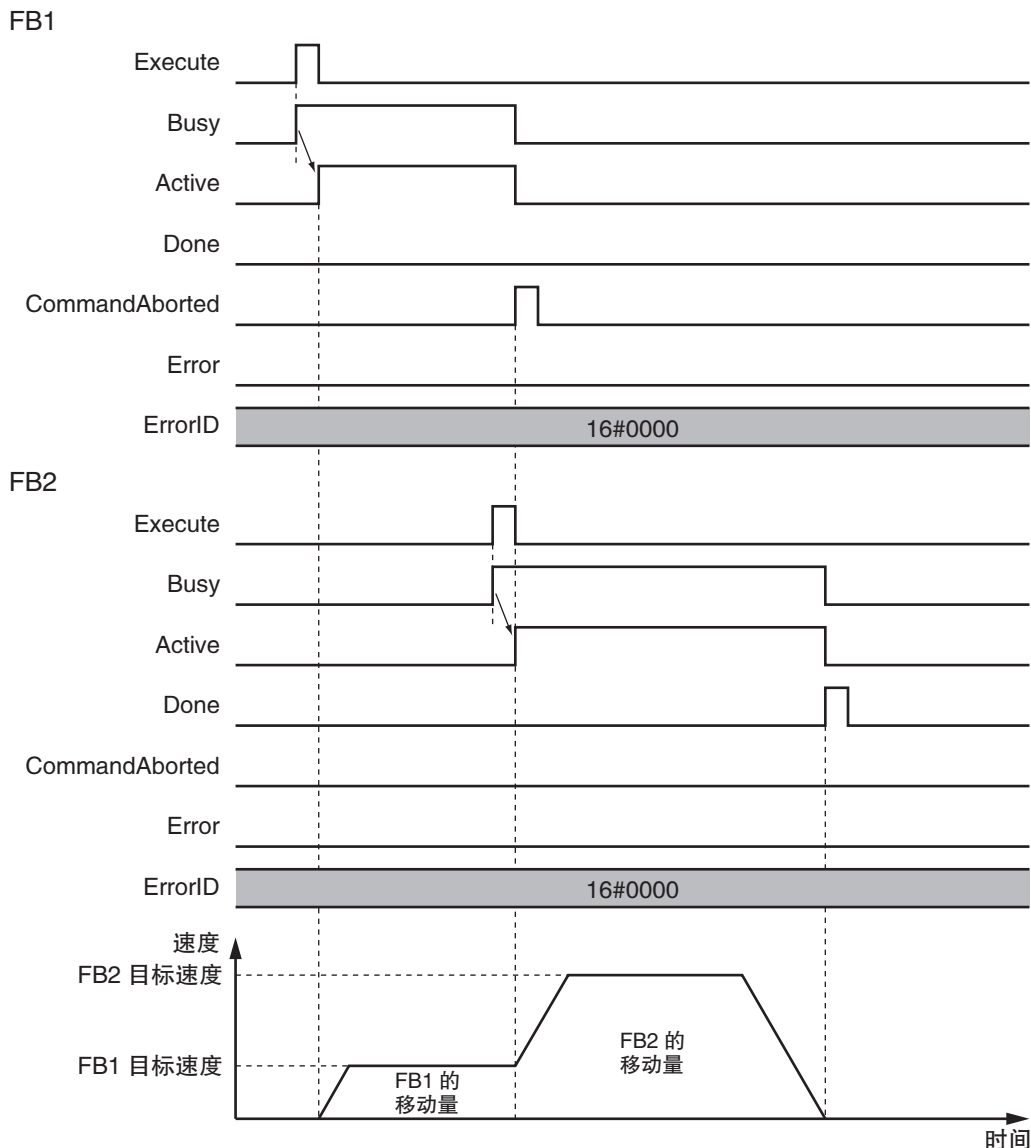 FB1
Execute
Busy
Active
Done
CommandAborted
Error
ErrorID
16#0000
FB2
Execute
Busy
Active
Done
CommandAborted
Error
ErrorID
16#0000
速度
FB2 目标速度
FB1 目标速度
FB1 的
移动量
FB2 的
移动量
时间